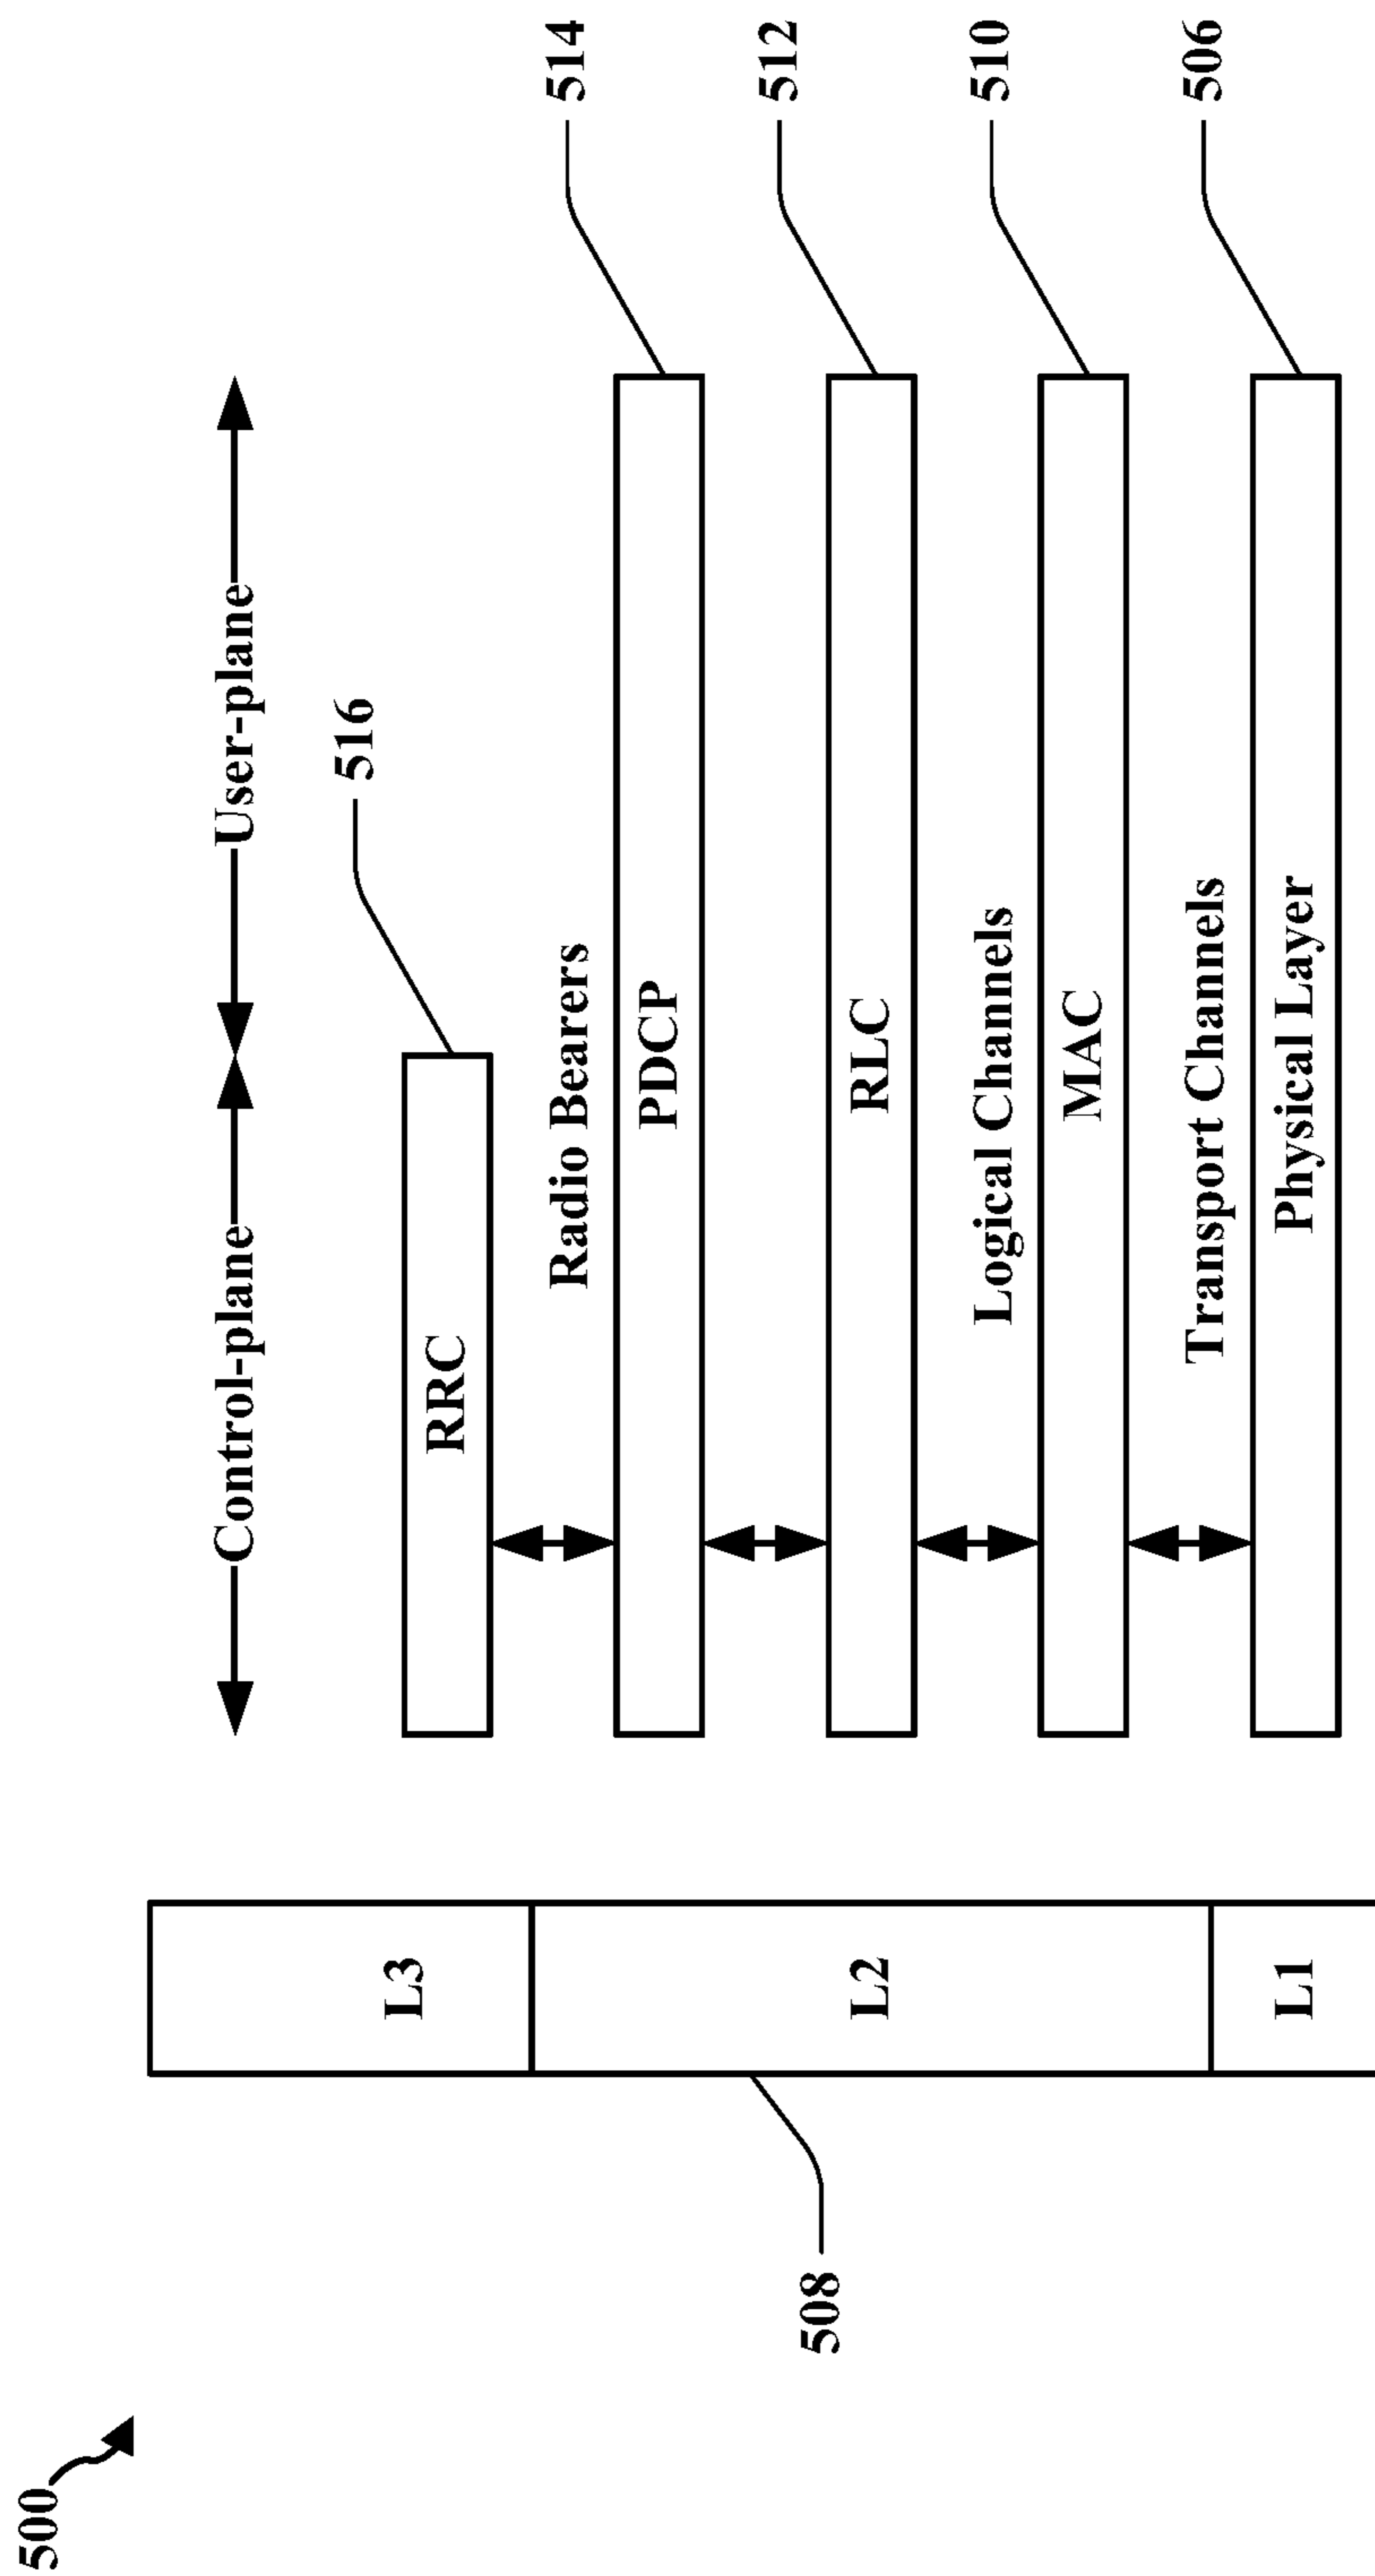 500
Control-plane
User-plane
516
RRC
Radio Bearers
514
PDCP
512
RLC
Logical Channels
510
MAC
Transport Channels
506
Physical Layer
L3
L2
L1
508